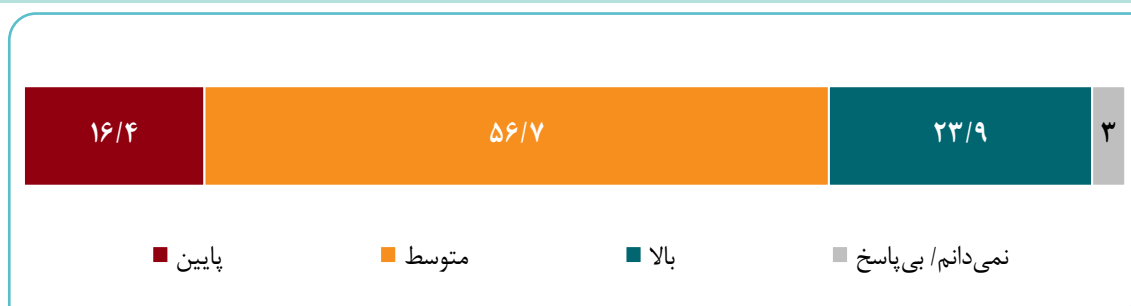 ۱۶/۴ ۵۶/۷ ۲۳/۹ ۳
پایین متوسط بالا نمی‌دانم/ بی‌پاسخ